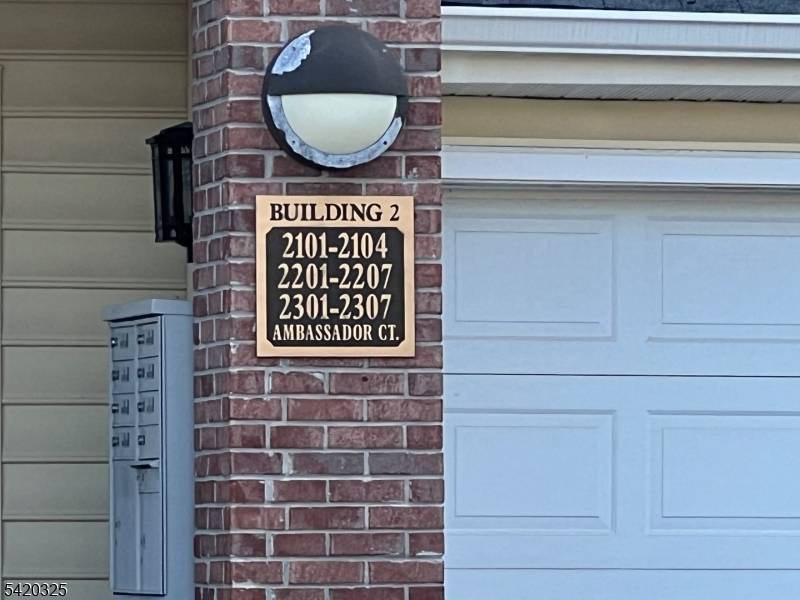 BUILDING 2
2101-2104
2201-2207
2301-2307
AMBASSADOR CT.
5420325